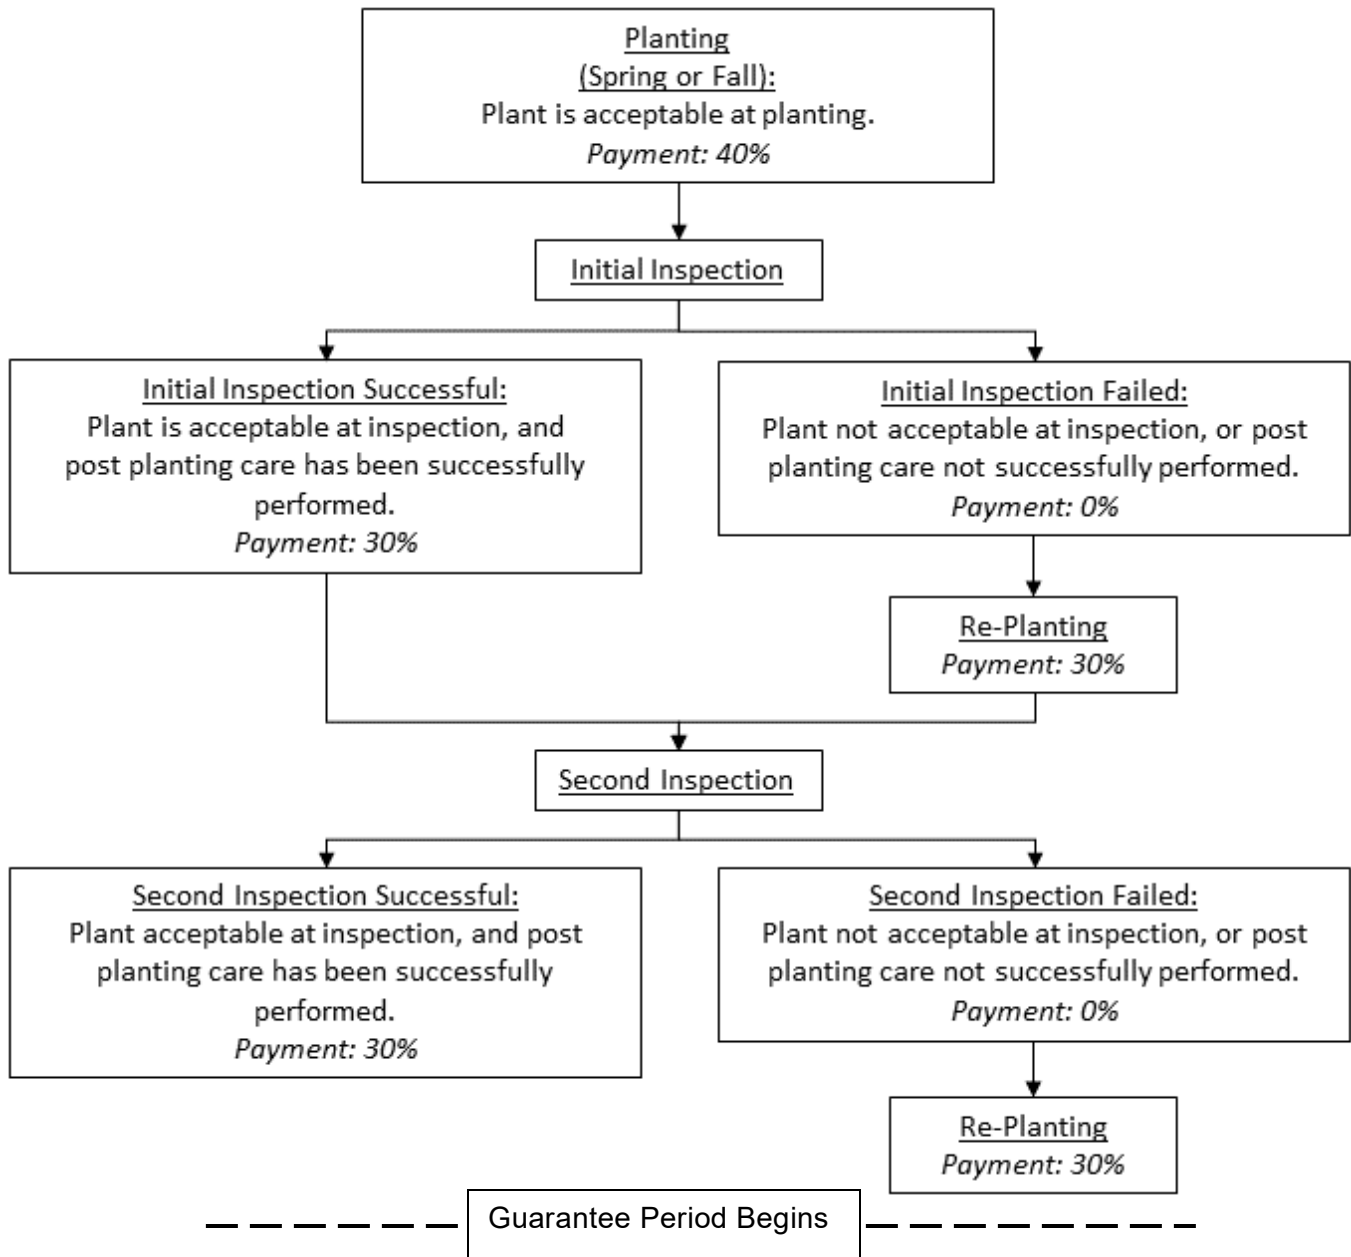 Planting
(Spring or Fall):
Plant is acceptable at planting.
Payment: 40%
Initial Inspection
Initial Inspection Successful:
Plant is acceptable at inspection, and
post planting care has been successfully
performed.
Payment: 30%
Initial Inspection Failed:
Plant not acceptable at inspection, or post
planting care not successfully performed.
Payment: 0%
Re-Planting
Payment: 30%
Second Inspection
Second Inspection Successful:
Plant acceptable at inspection, and post
planting care has been successfully
performed.
Payment: 30%
Second Inspection Failed:
Plant not acceptable at inspection, or post
planting care not successfully performed.
Payment: 0%
Re-Planting
Payment: 30%
Guarantee Period Begins